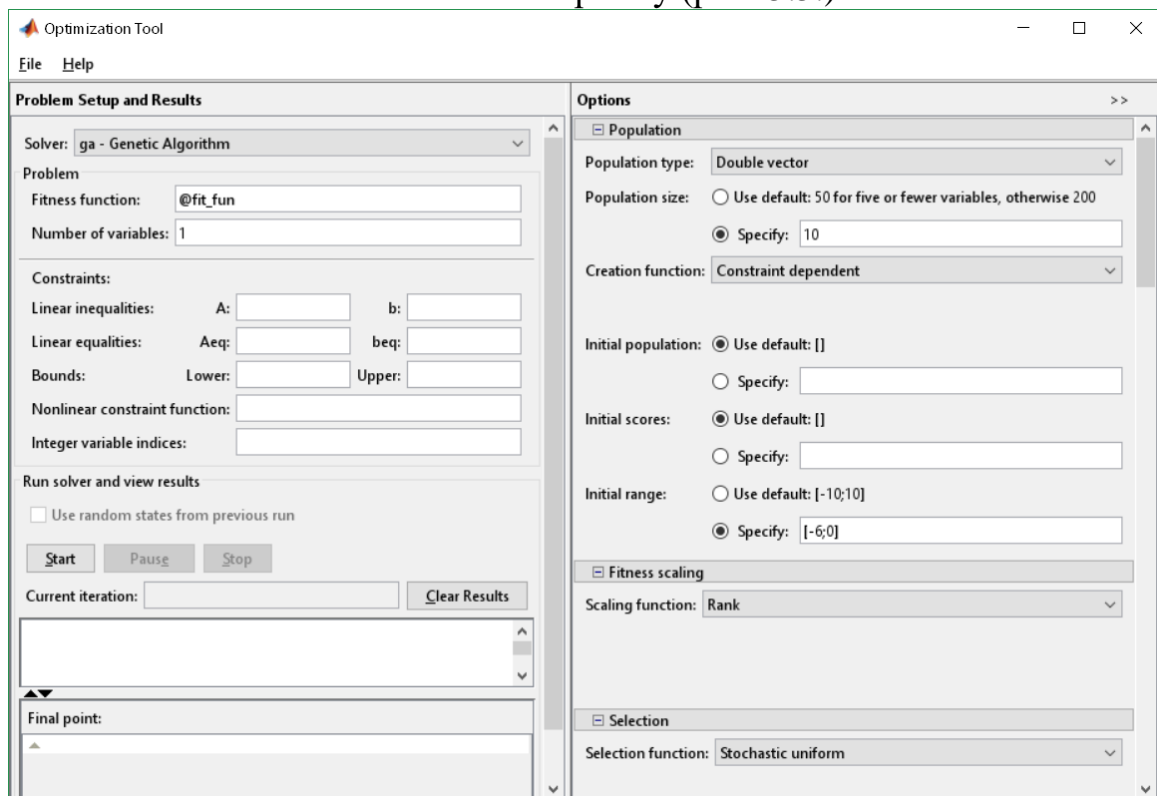 Optimization Tool
File Help
Problem Setup and Results
Solver: ga - Genetic Algorithm
Problem
Fitness function: @fit_fun
Number of variables: 1
Constraints:
Linear inequalities: A: b:
Linear equalities: Aeq: beq:
Bounds: Lower: Upper:
Nonlinear constraint function:
Integer variable indices:
Run solver and view results
Use random states from previous run
Start Pause Stop
Current iteration: Clear Results
Final point:
Options >>
Population
Population type: Double vector
Population size: Use default: 50 for five or fewer variables, otherwise 200
Specify: 10
Creation function: Constraint dependent
Initial population: Use default: []
Specify:
Initial scores: Use default: []
Specify:
Initial range: Use default: [-10;10]
Specify: [-6;0]
Fitness scaling
Scaling function: Rank
Selection
Selection function: Stochastic uniform